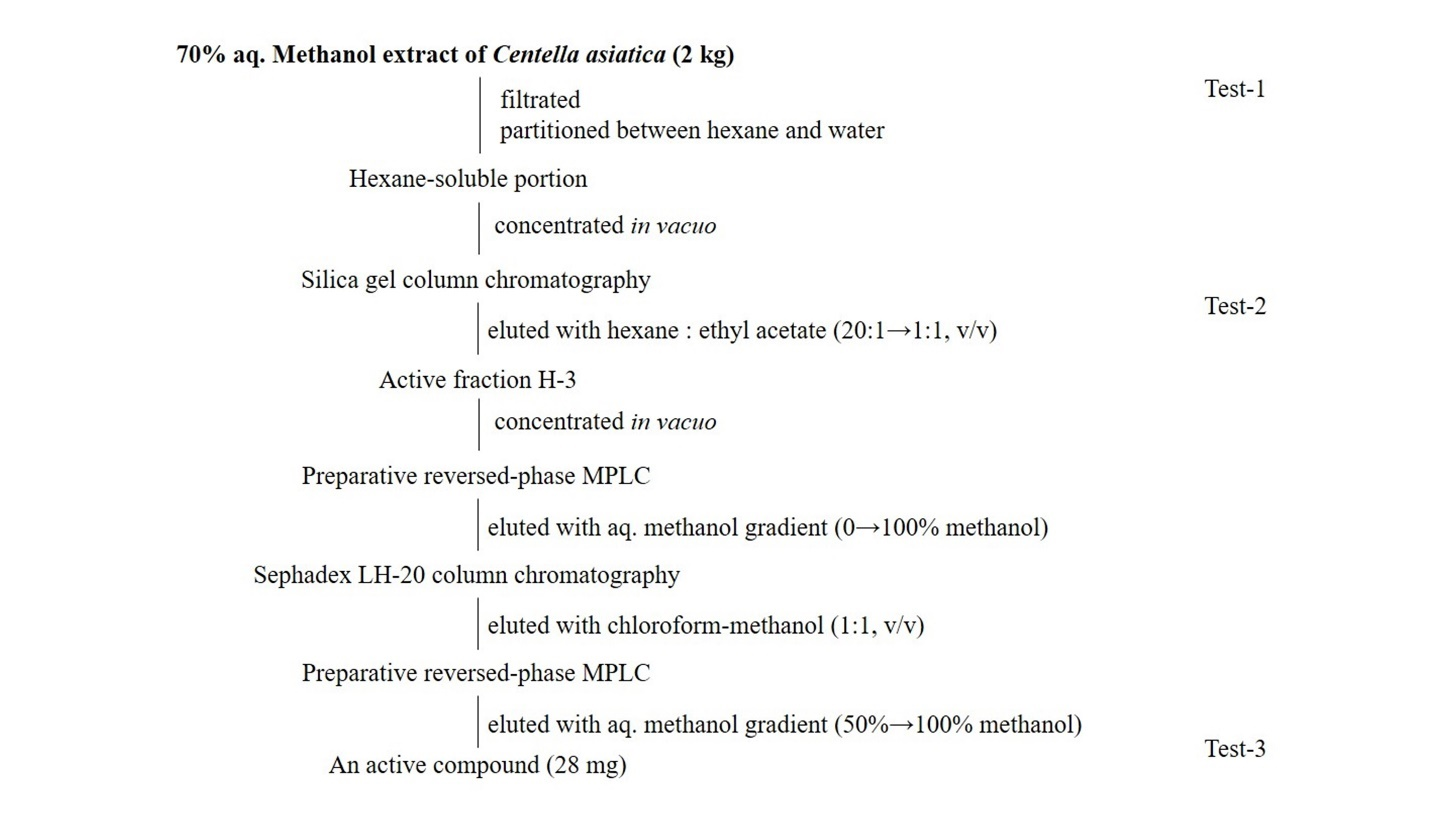 70% aq. Methanol extract of Centella asiatica (2 kg)
Test-1
filtrated
partitioned between hexane and water
Hexane-soluble portion
concentrated in vacuo
Silica gel column chromatography
Test-2
eluted with hexane : ethyl acetate (20:1→1:1, v/v)
Active fraction H-3
concentrated in vacuo
Preparative reversed-phase MPLC
eluted with aq. methanol gradient (0→100% methanol)
Sephadex LH-20 column chromatography
eluted with chloroform-methanol (1:1, v/v)
Preparative reversed-phase MPLC
eluted with aq. methanol gradient (50%→100% methanol)
Test-3
An active compound (28 mg)